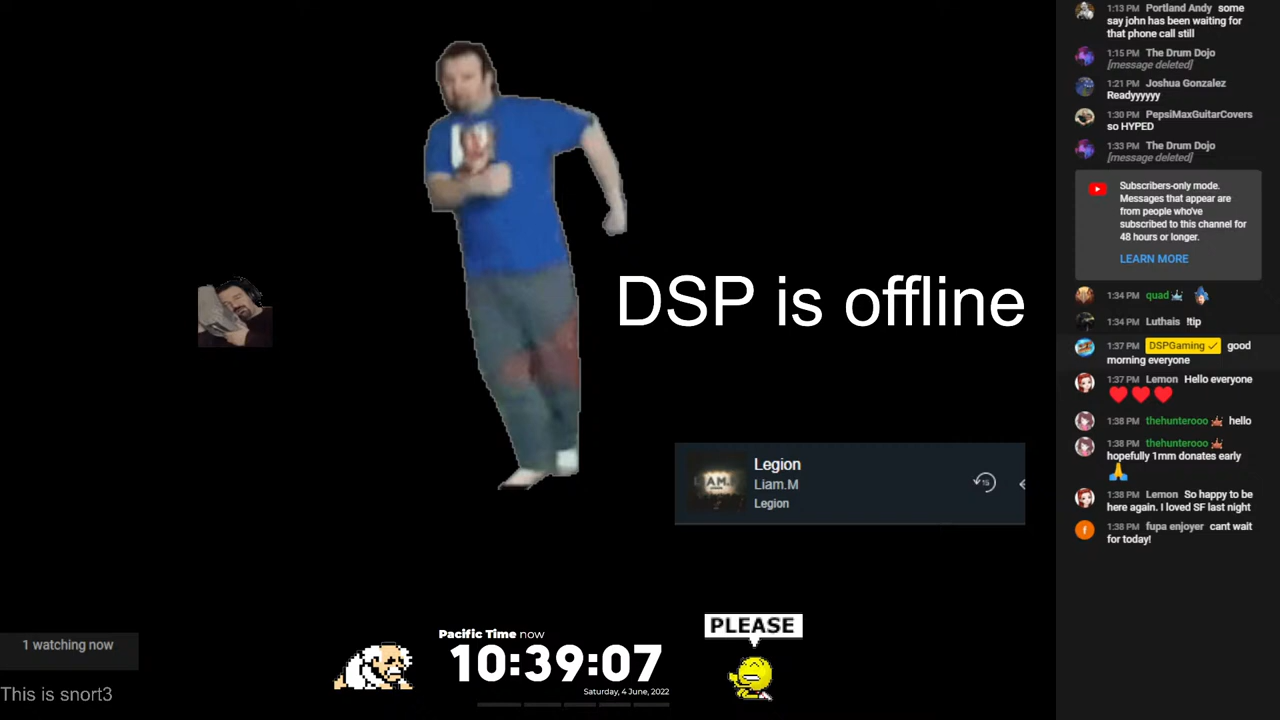 DSP is offline
Legion
Liam.M
Legion
15
LIAM.M
1 watching now
This is snort3
Pacific Time now
10:39:07
Saturday, 4 June, 2022
PLEASE
1:13 PM Portland Andy some
say john has been waiting for
that phone call still
1:15 PM The Drum Dojo
[message deleted]
1:21 PM Joshua Gonzalez
Readyyyyy
1:30 PM PepsiMaxGuitarCovers
so HYPED
1:33 PM The Drum Dojo
[message deleted]
Subscribers-only mode.
Messages that appear are
from people who've
subscribed to this channel for
48 hours or longer.
LEARN MORE
1:34 PM quad
1:34 PM Luthais !tip
1:37 PM DSPGaming good
morning everyone
1:37 PM Lemon Hello everyone
1:38 PM thehunterooo hello
1:38 PM thehunterooo
hopefully 1mm donates early
1:38 PM Lemon So happy to be
here again. I loved SF last night
f
1:38 PM fupa enjoyer cant wait
for today!